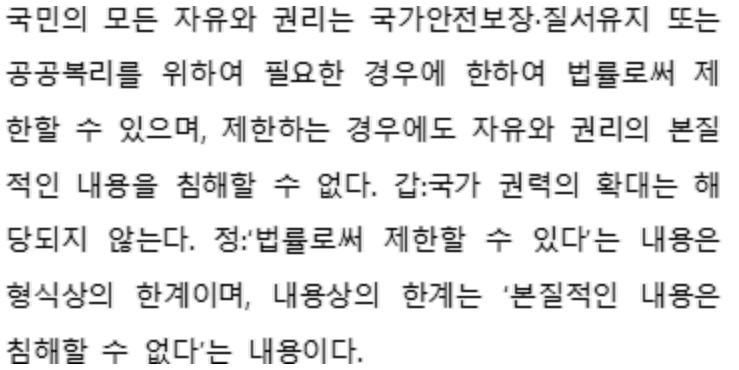 국민의 모든 자유와 권리는 국가안전보장·질서유지 또는
공공복리를 위하여 필요한 경우에 한하여 법률로써 제
한할 수 있으며, 제한하는 경우에도 자유와 권리의 본질
적인 내용을 침해할 수 없다. 갑:국가 권력의 확대는 해
당되지 않는다. 정:‘법률로써 제한할 수 있다’는 내용은
형식상의 한계이며, 내용상의 한계는 ‘본질적인 내용은
침해할 수 없다’는 내용이다.